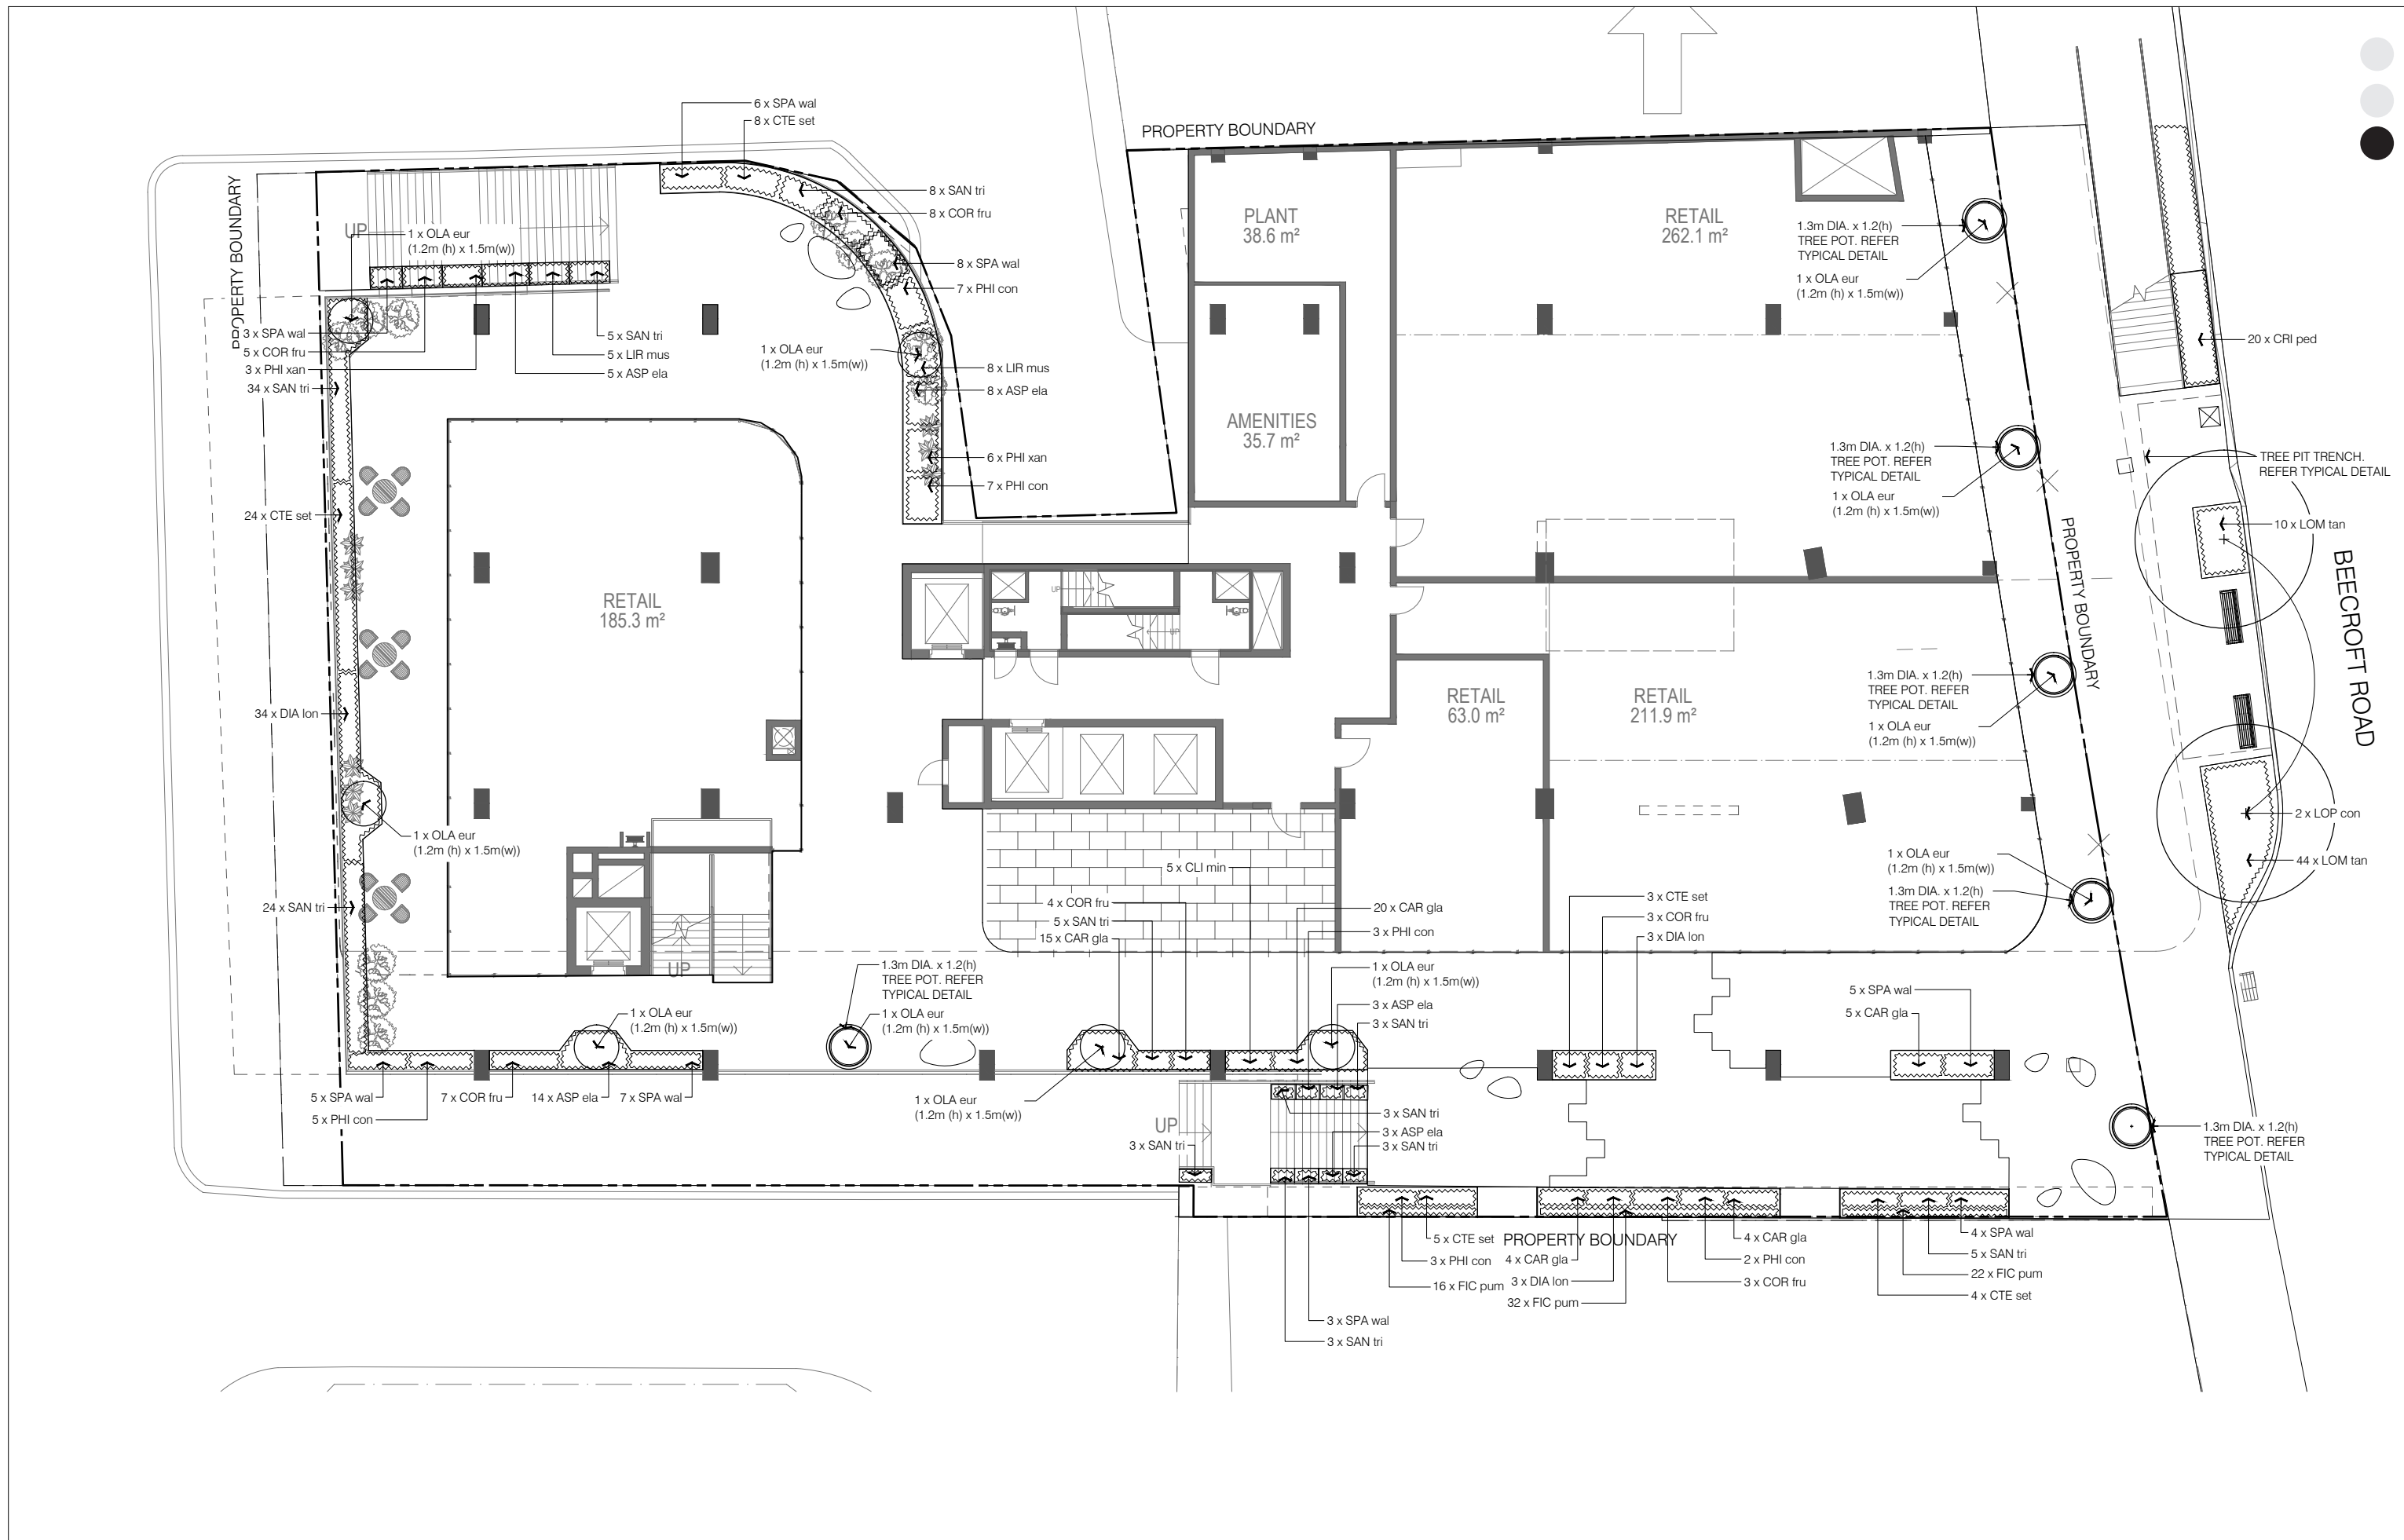 6 x SPA wal
8 x CTE set
PROPERTY BOUNDARY
PROPERTY BOUNDARY
8 x SAN tri
8 x COR fru
8 x SPA wal
7 x PHI con
UP
1 x OLA eur
(1.2m (h) x 1.5m(w))
3 x SPA wal
5 x COR fru
3 x PHI xan
34 x SAN tri
5 x SAN tri
5 x LIR mus
5 x ASP ela
1 x OLA eur
(1.2m (h) x 1.5m(w))
8 x LIR mus
8 x ASP ela
6 x PHI xan
7 x PHI con
PLANT
38.6 m²
AMENITIES
35.7 m²
RETAIL
262.1 m²
1.3m DIA. x 1.2(h)
TREE POT. REFER
TYPICAL DETAIL
1 x OLA eur
(1.2m (h) x 1.5m(w))
20 x CRI ped
1.3m DIA. x 1.2(h)
TREE POT. REFER
TYPICAL DETAIL
1 x OLA eur
(1.2m (h) x 1.5m(w))
TREE PIT TRENCH.
REFER TYPICAL DETAIL
10 x LOM tan
PROPERTY BOUNDARY
BEECROFT ROAD
24 x CTE set
RETAIL
185.3 m²
UP
UP
34 x DIA lon
RETAIL
63.0 m²
RETAIL
211.9 m²
1.3m DIA. x 1.2(h)
TREE POT. REFER
TYPICAL DETAIL
1 x OLA eur
(1.2m (h) x 1.5m(w))
2 x LOP con
44 x LOM tan
1 x OLA eur
(1.2m (h) x 1.5m(w))
1 x OLA eur
(1.2m (h) x 1.5m(w))
1.3m DIA. x 1.2(h)
TREE POT. REFER
TYPICAL DETAIL
24 x SAN tri
UP
5 x CLI min
4 x COR fru
5 x SAN tri
15 x CAR gla
20 x CAR gla
3 x PHI con
3 x CTE set
3 x COR fru
3 x DIA lon
1.3m DIA. x 1.2(h)
TREE POT. REFER
TYPICAL DETAIL
1 x OLA eur
(1.2m (h) x 1.5m(w))
1 x OLA eur
(1.2m (h) x 1.5m(w))
1 x OLA eur
(1.2m (h) x 1.5m(w))
3 x ASP ela
3 x SAN tri
5 x SPA wal
5 x CAR gla
5 x SPA wal
5 x PHI con
7 x COR fru
14 x ASP ela
7 x SPA wal
1 x OLA eur
(1.2m (h) x 1.5m(w))
UP
3 x SAN tri
3 x SAN tri
3 x ASP ela
3 x SAN tri
1.3m DIA. x 1.2(h)
TREE POT. REFER
TYPICAL DETAIL
5 x CTE set
3 x PHI con
16 x FIC pum
PROPERTY BOUNDARY
4 x CAR gla
3 x DIA lon
32 x FIC pum
4 x CAR gla
2 x PHI con
3 x COR fru
4 x SPA wal
5 x SAN tri
22 x FIC pum
4 x CTE set
3 x SPA wal
3 x SAN tri